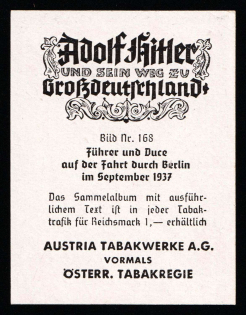 Adolf Hitler
UND SEIN WEG ZU
Großdeutschland
Bild Nr. 168
Führer und Duce
auf der Fahrt durch Berlin
im September 1937
Das Sammelalbum mit ausführ-
lichem Text ist in jeder Tabak-
trafik für Reichsmark 1,— erhältlich
AUSTRIA TABAKWERKE A.G.
VORMALS
ÖSTERR. TABAKREGIE